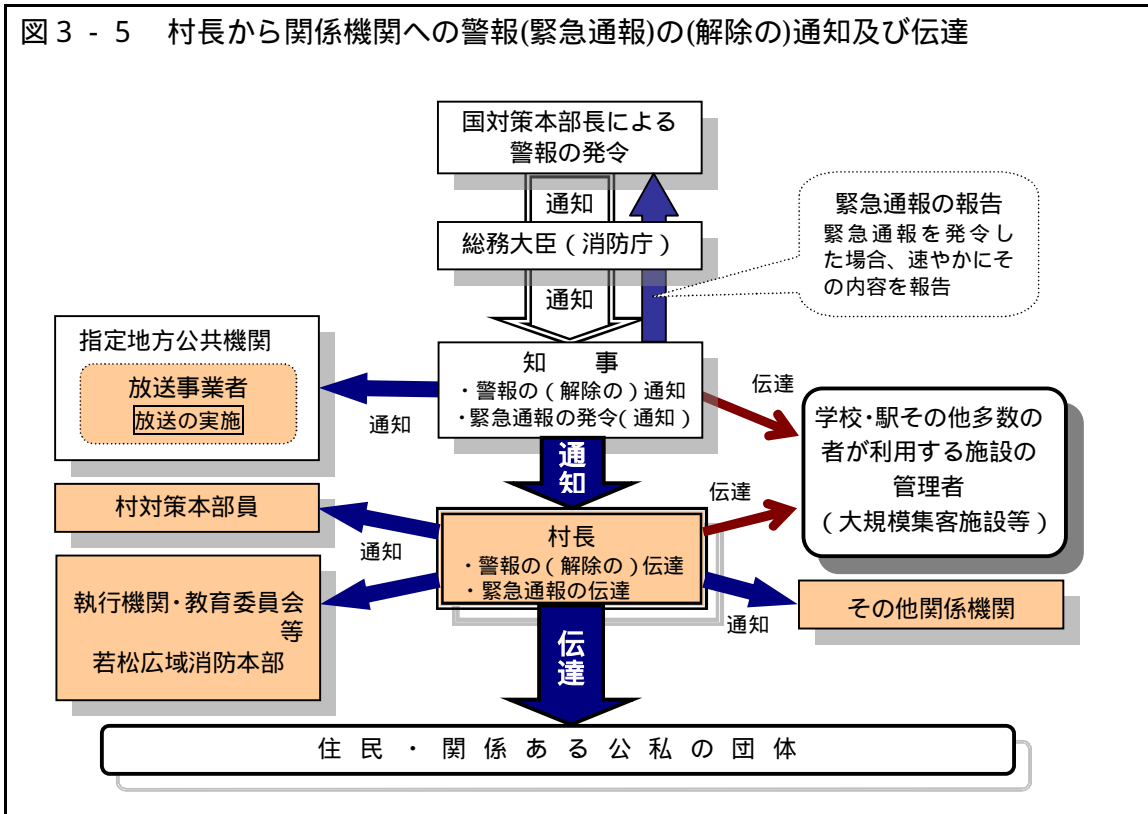 図３－５　村長から関係機関への警報(緊急通報)の(解除の)通知及び伝達
国対策本部長による
警報の発令
通知
総務大臣（消防庁）
通知
緊急通報の報告
緊急通報を発令し
た場合、速やかにそ
の内容を報告
指定地方公共機関
放送事業者
放送の実施
通知
知　事
・警報の（解除の）通知
・緊急通報の発令（通知）
伝達
学校・駅その他多数の
者が利用する施設の
管理者
（大規模集客施設等）
通知
村対策本部員
通知
執行機関・教育委員会
等
若松広域消防本部
村長
・警報の（解除の）伝達
・緊急通報の伝達
伝達
その他関係機関
通知
伝達
住民・関係ある公私の団体